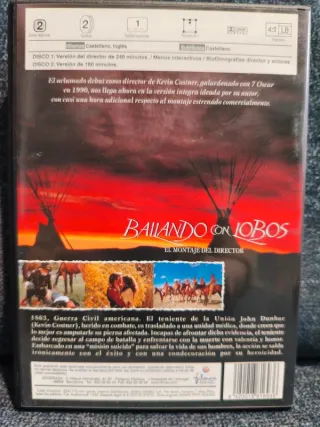 2
2
1
4:3 LB
Castellano, Inglés
Castellano
DISCO 1: Versión del director de 240 minutos / Menús interactivos / Biofilmografías director y actores
DISCO 2: Versión de 180 minutos.
El aclamado debut como director de Kevin Costner, galardonado con 7 Oscar
en 1990, nos llega ahora en la versión íntegra ideada por su autor,
con casi una hora adicional respecto al montaje estrenado comercialmente.
BAILANDO CON LOBOS
EL MONTAJE DEL DIRECTOR
1863, Guerra Civil americana. El teniente de la Unión John Dunbar
(Kevin Costner), herido en combate, es trasladado a una unidad médica, donde creen que
lo mejor es amputarle su pierna afectada. Incapaz de afrontar dicha evidencia, el teniente
decide regresar al campo de batalla y enfrentarse con la muerte con valentía y honor.
Embarcado en una "misión suicida" para salvar la vida de sus hombres, la acción se salda
irónicamente con el éxito y con una condecoración por su heroicidad.